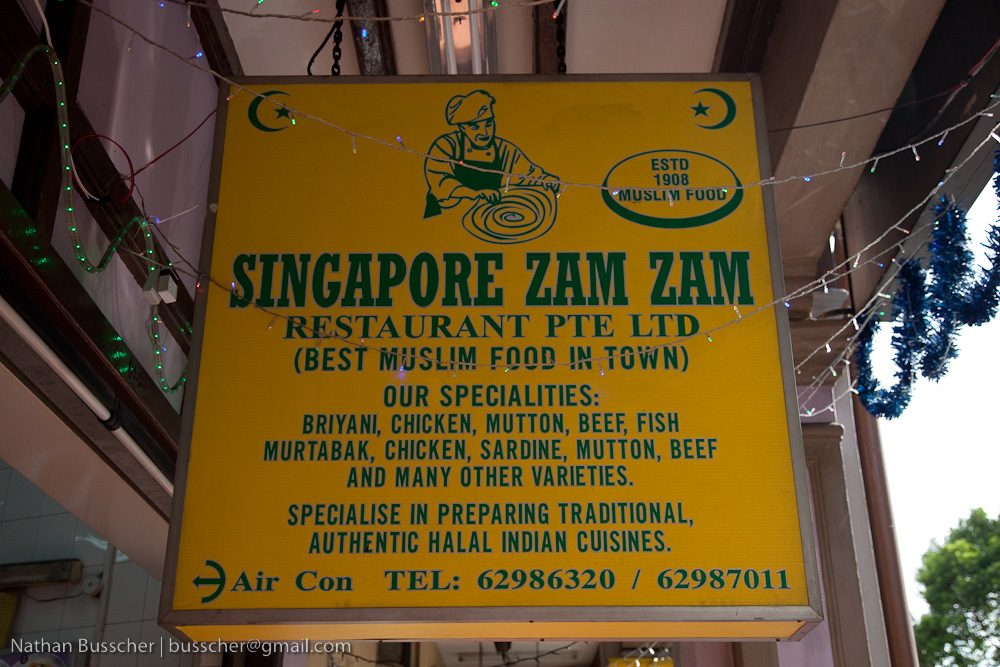 ESTD
1908
MUSLIM FOOD
SINGAPORE ZAM ZAM
RESTAURANT PTE LTD
(BEST MUSLIM FOOD IN TOWN)
OUR SPECIALITIES:
BRIYANI, CHICKEN, MUTTON, BEEF, FISH
MURTABAK, CHICKEN, SARDINE, MUTTON, BEEF
AND MANY OTHER VARIETIES.
SPECIALISE IN PREPARING TRADITIONAL,
AUTHENTIC HALAL INDIAN CUISINES.
Air Con TEL: 62986320 / 62987011
Nathan Busscher | busscher@gmail.com